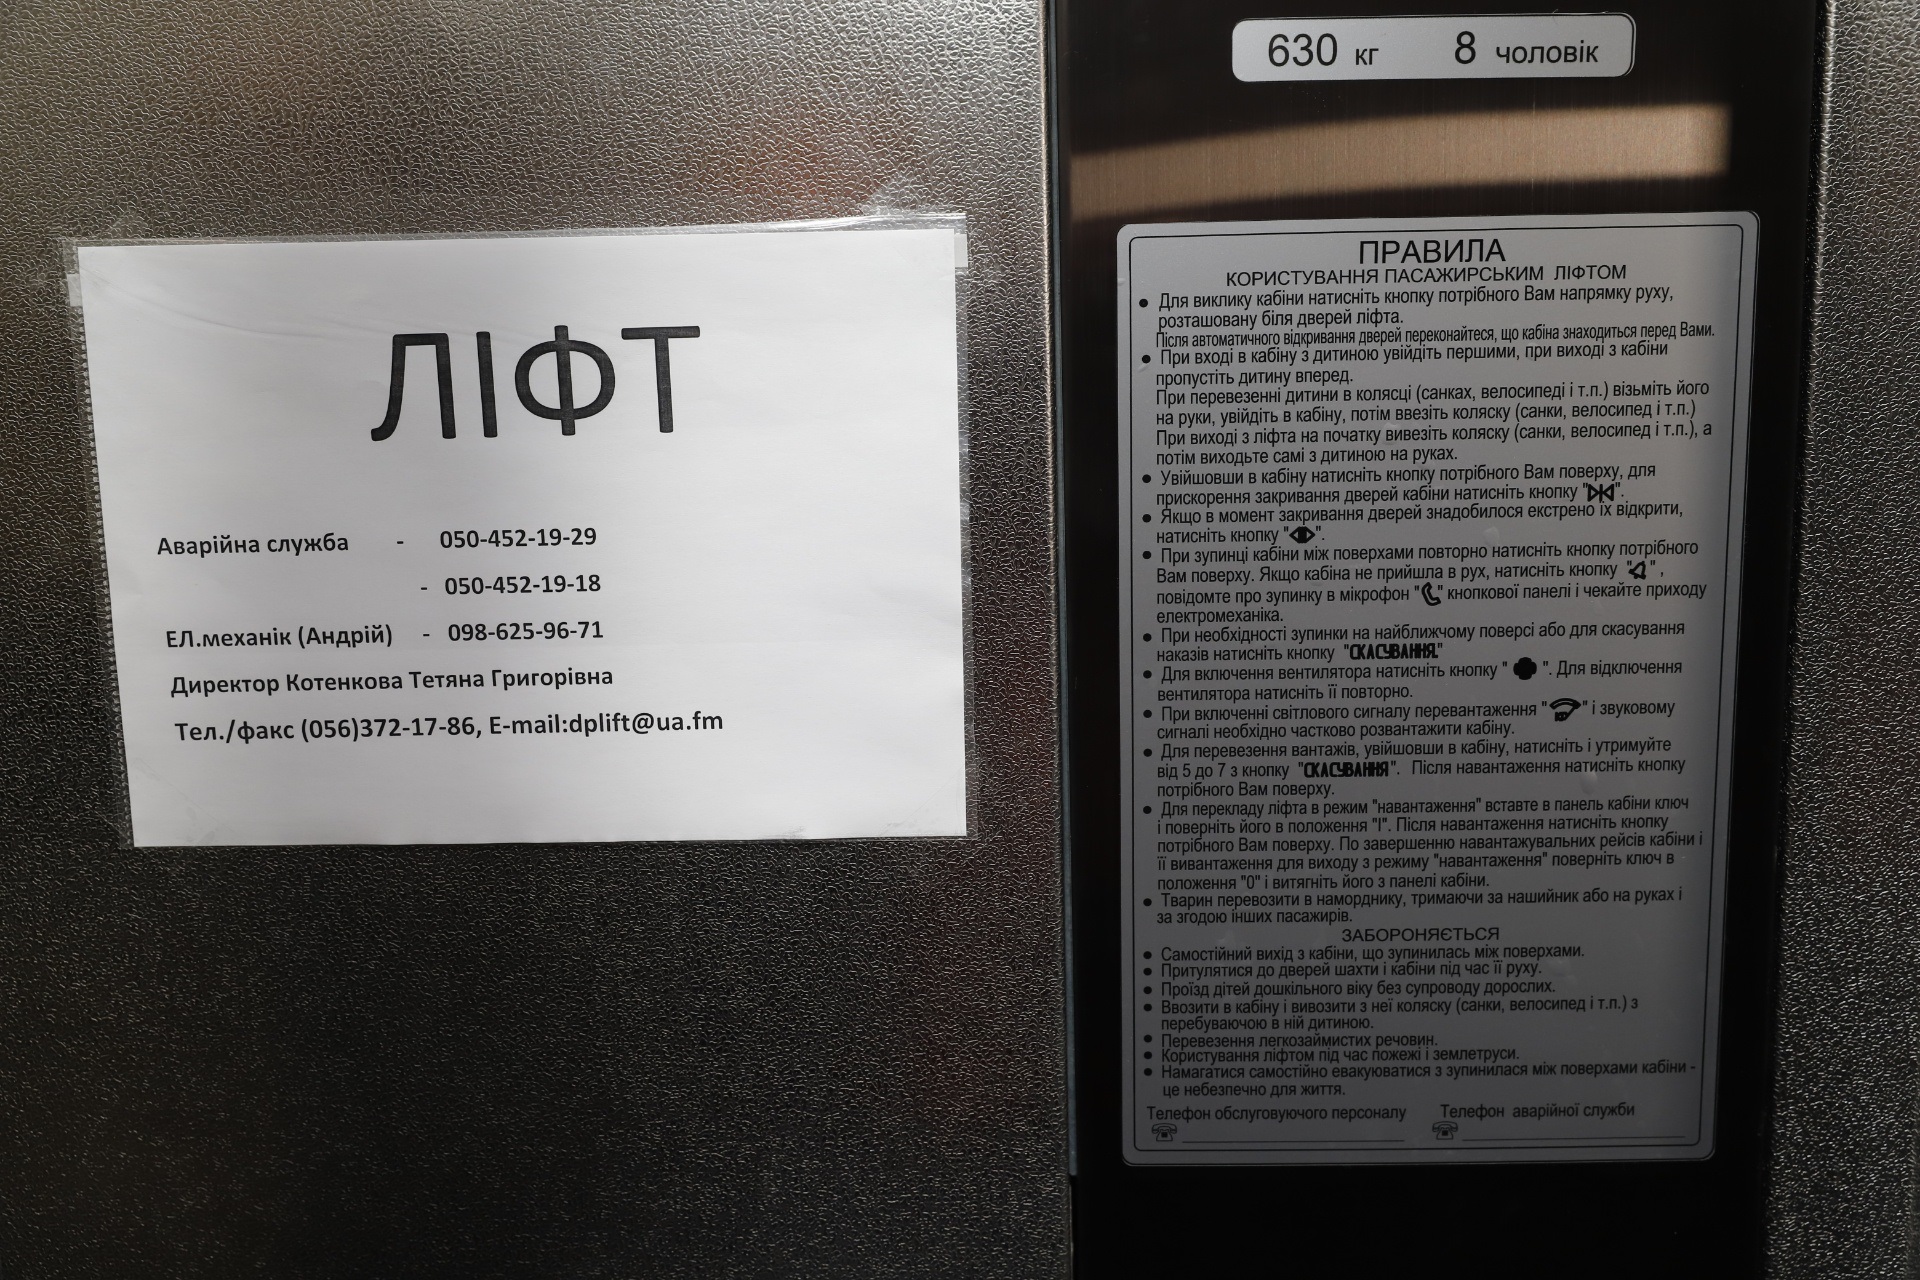 ЛІФТ
Аварійна служба - 050-452-19-29
- 050-452-19-18
ЕЛ.механік (Андрій) - 098-625-96-71
Директор Котенкова Тетяна Григорівна
Тел./факс (056)372-17-86, E-mail:dplift@ua.fm
630 кг 8 чоловік
ПРАВИЛА
КОРИСТУВАННЯ ПАСАЖИРСЬКИМ ЛІФТОМ
• Для виклику кабіни натисніть кнопку потрібного Вам напрямку руху,
розташовану біля дверей ліфта.
Після автоматичного відкривання дверей переконайтеся, що кабіна знаходиться перед Вами.
• При вході в кабіну з дитиною увійдіть першими, при виході з кабіни
пропустіть дитину вперед.
При перевезенні дитини в колясці (санках, велосипеді і т.п.) візьміть його
на руки, увійдіть в кабіну, потім ввезіть коляску (санки, велосипед і т.п.)
При виході з ліфта на початку вивезіть коляску (санки, велосипед і т.п.), а
потім виходьте самі з дитиною на руках.
• Увійшовши в кабіну натисніть кнопку потрібного Вам поверху, для
прискорення закривання дверей кабіни натисніть кнопку "".
• Якщо в момент закривання дверей знадобилося екстрено їх відкрити,
натисніть кнопку "".
• При зупинці кабіни між поверхами повторно натисніть кнопку потрібного
Вам поверху. Якщо кабіна не прийшла в рух, натисніть кнопку "",
повідомте про зупинку в мікрофон "" кнопкової панелі і чекайте приходу
електромеханіка.
• При необхідності зупинки на найближчому поверсі або для скасування
наказів натисніть кнопку "СКАСУВАННЯ."
• Для включення вентилятора натисніть кнопку "". Для відключення
вентилятора натисніть її повторно.
• При включенні світлового сигналу перевантаження "" і звуковому
сигналі необхідно частково розвантажити кабіну.
• Для перевезення вантажів, увійшовши в кабіну, натисніть і утримуйте
від 5 до 7 з кнопку "СКАСУВАННЯ". Після навантаження натисніть кнопку
потрібного Вам поверху.
• Для перекладу ліфта в режим "навантаження" вставте в панель кабіни ключ
і поверніть його в положення "І". Після навантаження натисніть кнопку
потрібного Вам поверху. По завершенню навантажувальних рейсів кабіни і
її вивантаження для виходу з режиму "навантаження" поверніть ключ в
положення "0" і витягніть його з панелі кабіни.
• Тварин перевозити в наморднику, тримаючи за нашийник або на руках і
за згодою інших пасажирів.
ЗАБОРОНЯЄТЬСЯ
• Самостійний вихід з кабіни, що зупинилась між поверхами.
• Притулятися до дверей шахти і кабіни під час її руху.
• Проїзд дітей дошкільного віку без супроводу дорослих.
• Ввозити в кабіну і вивозити з неї коляску (санки, велосипед і т.п.) з
перебуваючою в ній дитиною.
• Перевезення легкозаймистих речовин.
• Користування ліфтом під час пожежі і землетруси.
• Намагатися самостійно евакуюватися з зупинилася між поверхами кабіни -
це небезпечно для життя.
Телефон обслуговуючого персоналу Телефон аварійної служби